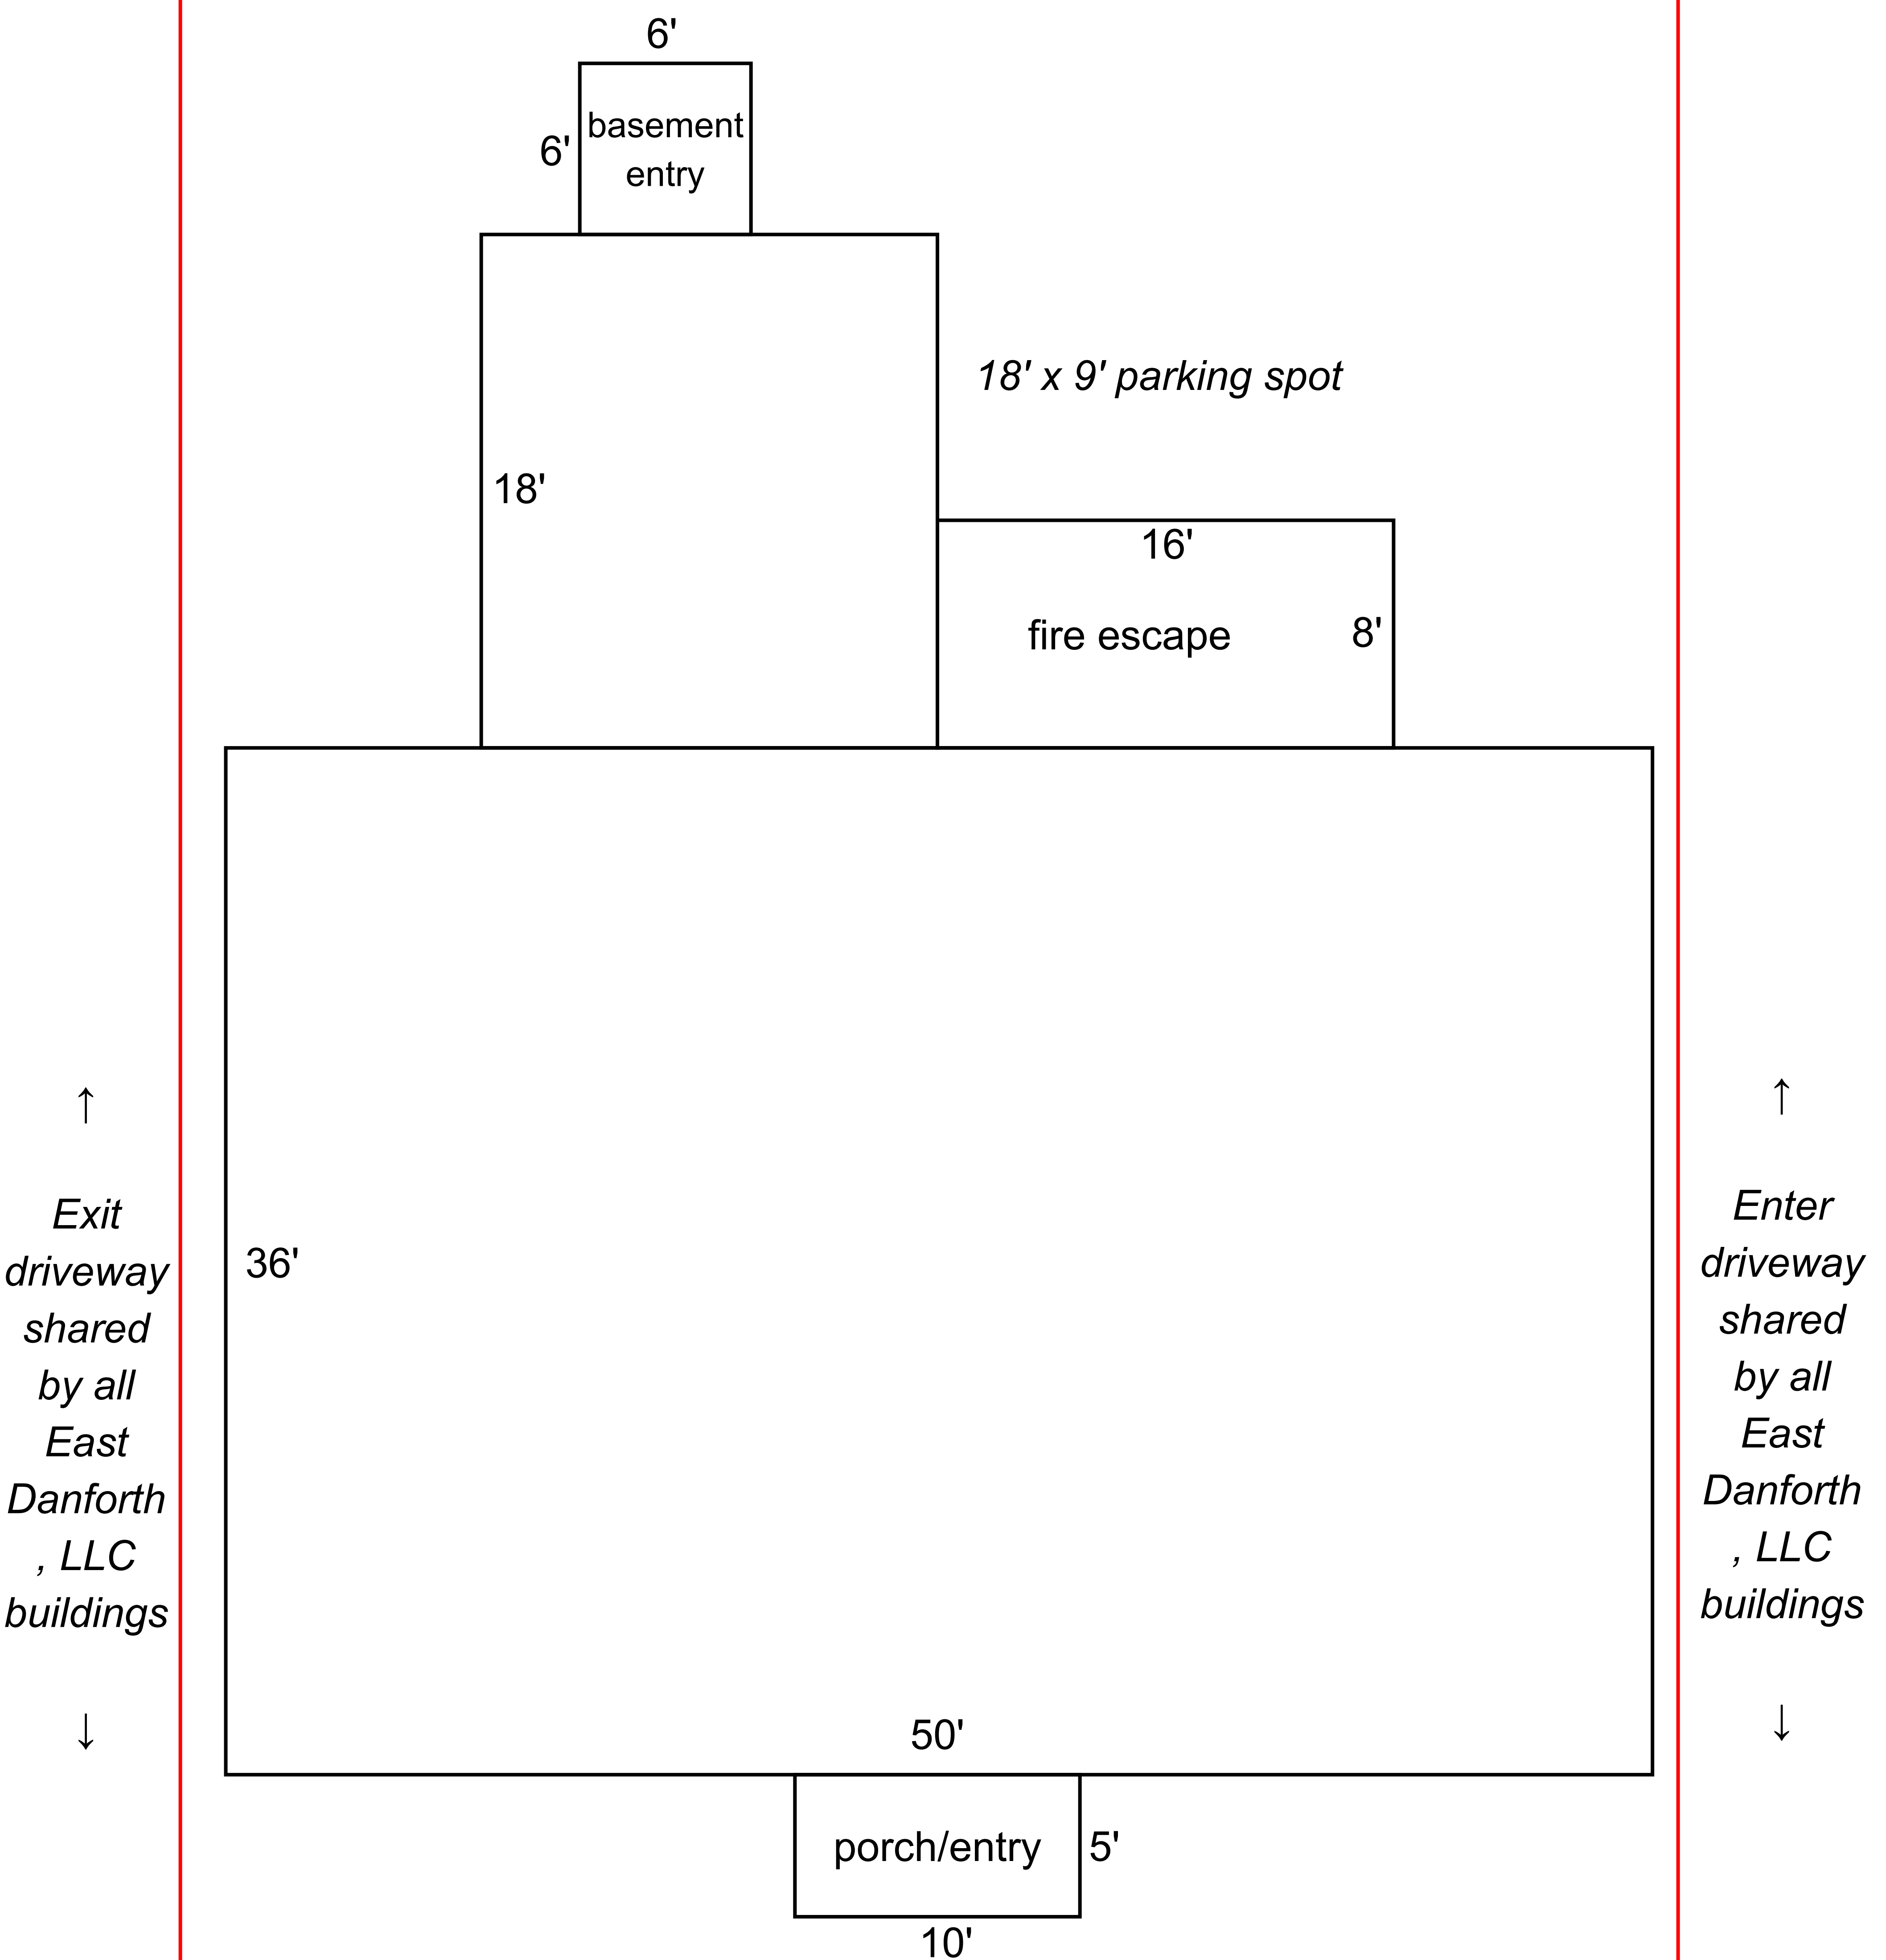 6'
basement
entry
6'
18' x 9' parking spot
18'
16'
fire escape
8'
↑
Exit
driveway
shared
by all
East
Danforth
, LLC
buildings
↓
36'
↑
Enter
driveway
shared
by all
East
Danforth
, LLC
buildings
↓
50'
porch/entry
5'
10'